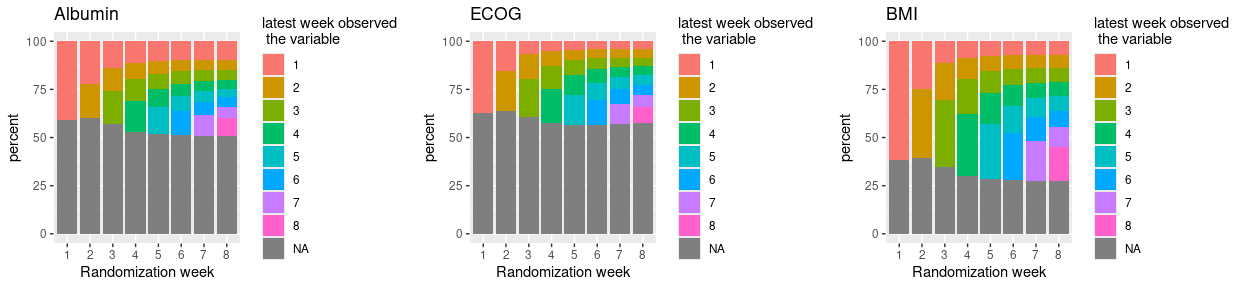 Albumin
percent
100
75
50
25
0
1 2 3 4 5 6 7 8
Randomization week
latest week observed
the variable
1
2
3
4
5
6
7
8
NA
ECOG
percent
100
75
50
25
0
1 2 3 4 5 6 7 8
Randomization week
latest week observed
the variable
1
2
3
4
5
6
7
8
NA
BMI
percent
100
75
50
25
0
1 2 3 4 5 6 7 8
Randomization week
latest week observed
the variable
1
2
3
4
5
6
7
8
NA